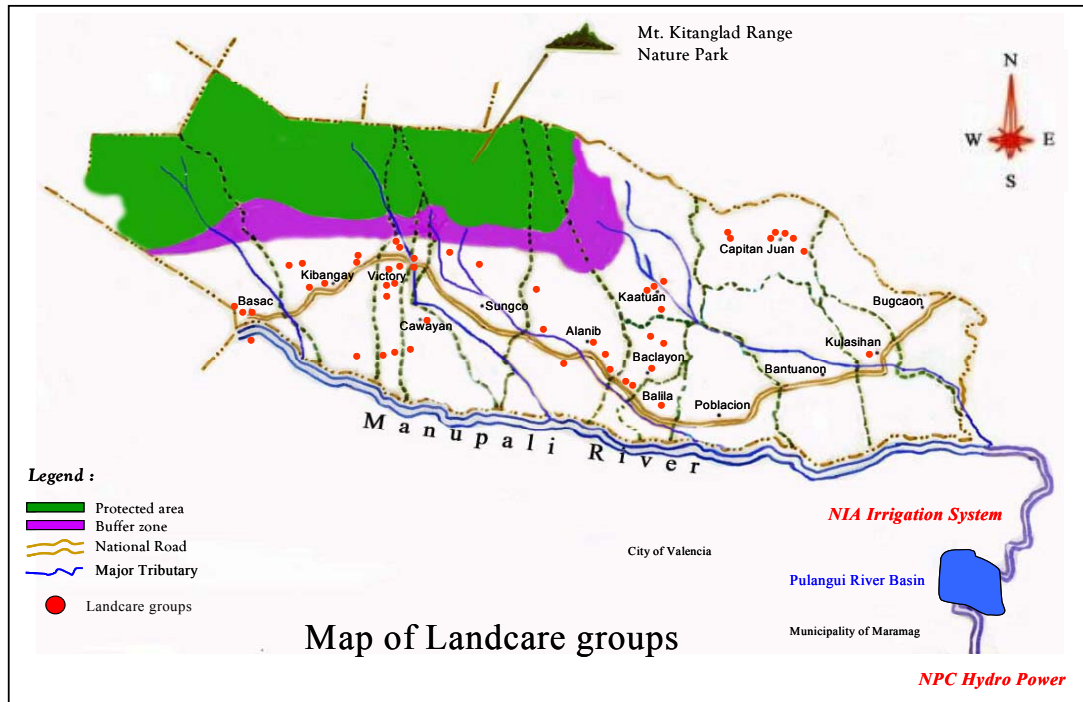 Mt. Kitanglad Range
Nature Park
N
W
E
S
Capitan Juan
Kibangay
Victory
Kaatuan
Bugcaon
Basac
Sungco
Cawayan
Alanib
Kulasihan
Baclayon
Bantuanon
Balila
Poblacion
Manupali River
Legend :
Protected area
Buffer zone
National Road
Major Tributary
Landcare groups
NIA Irrigation System
City of Valencia
Pulangui River Basin
Municipality of Maramag
Map of Landcare groups
NPC Hydro Power